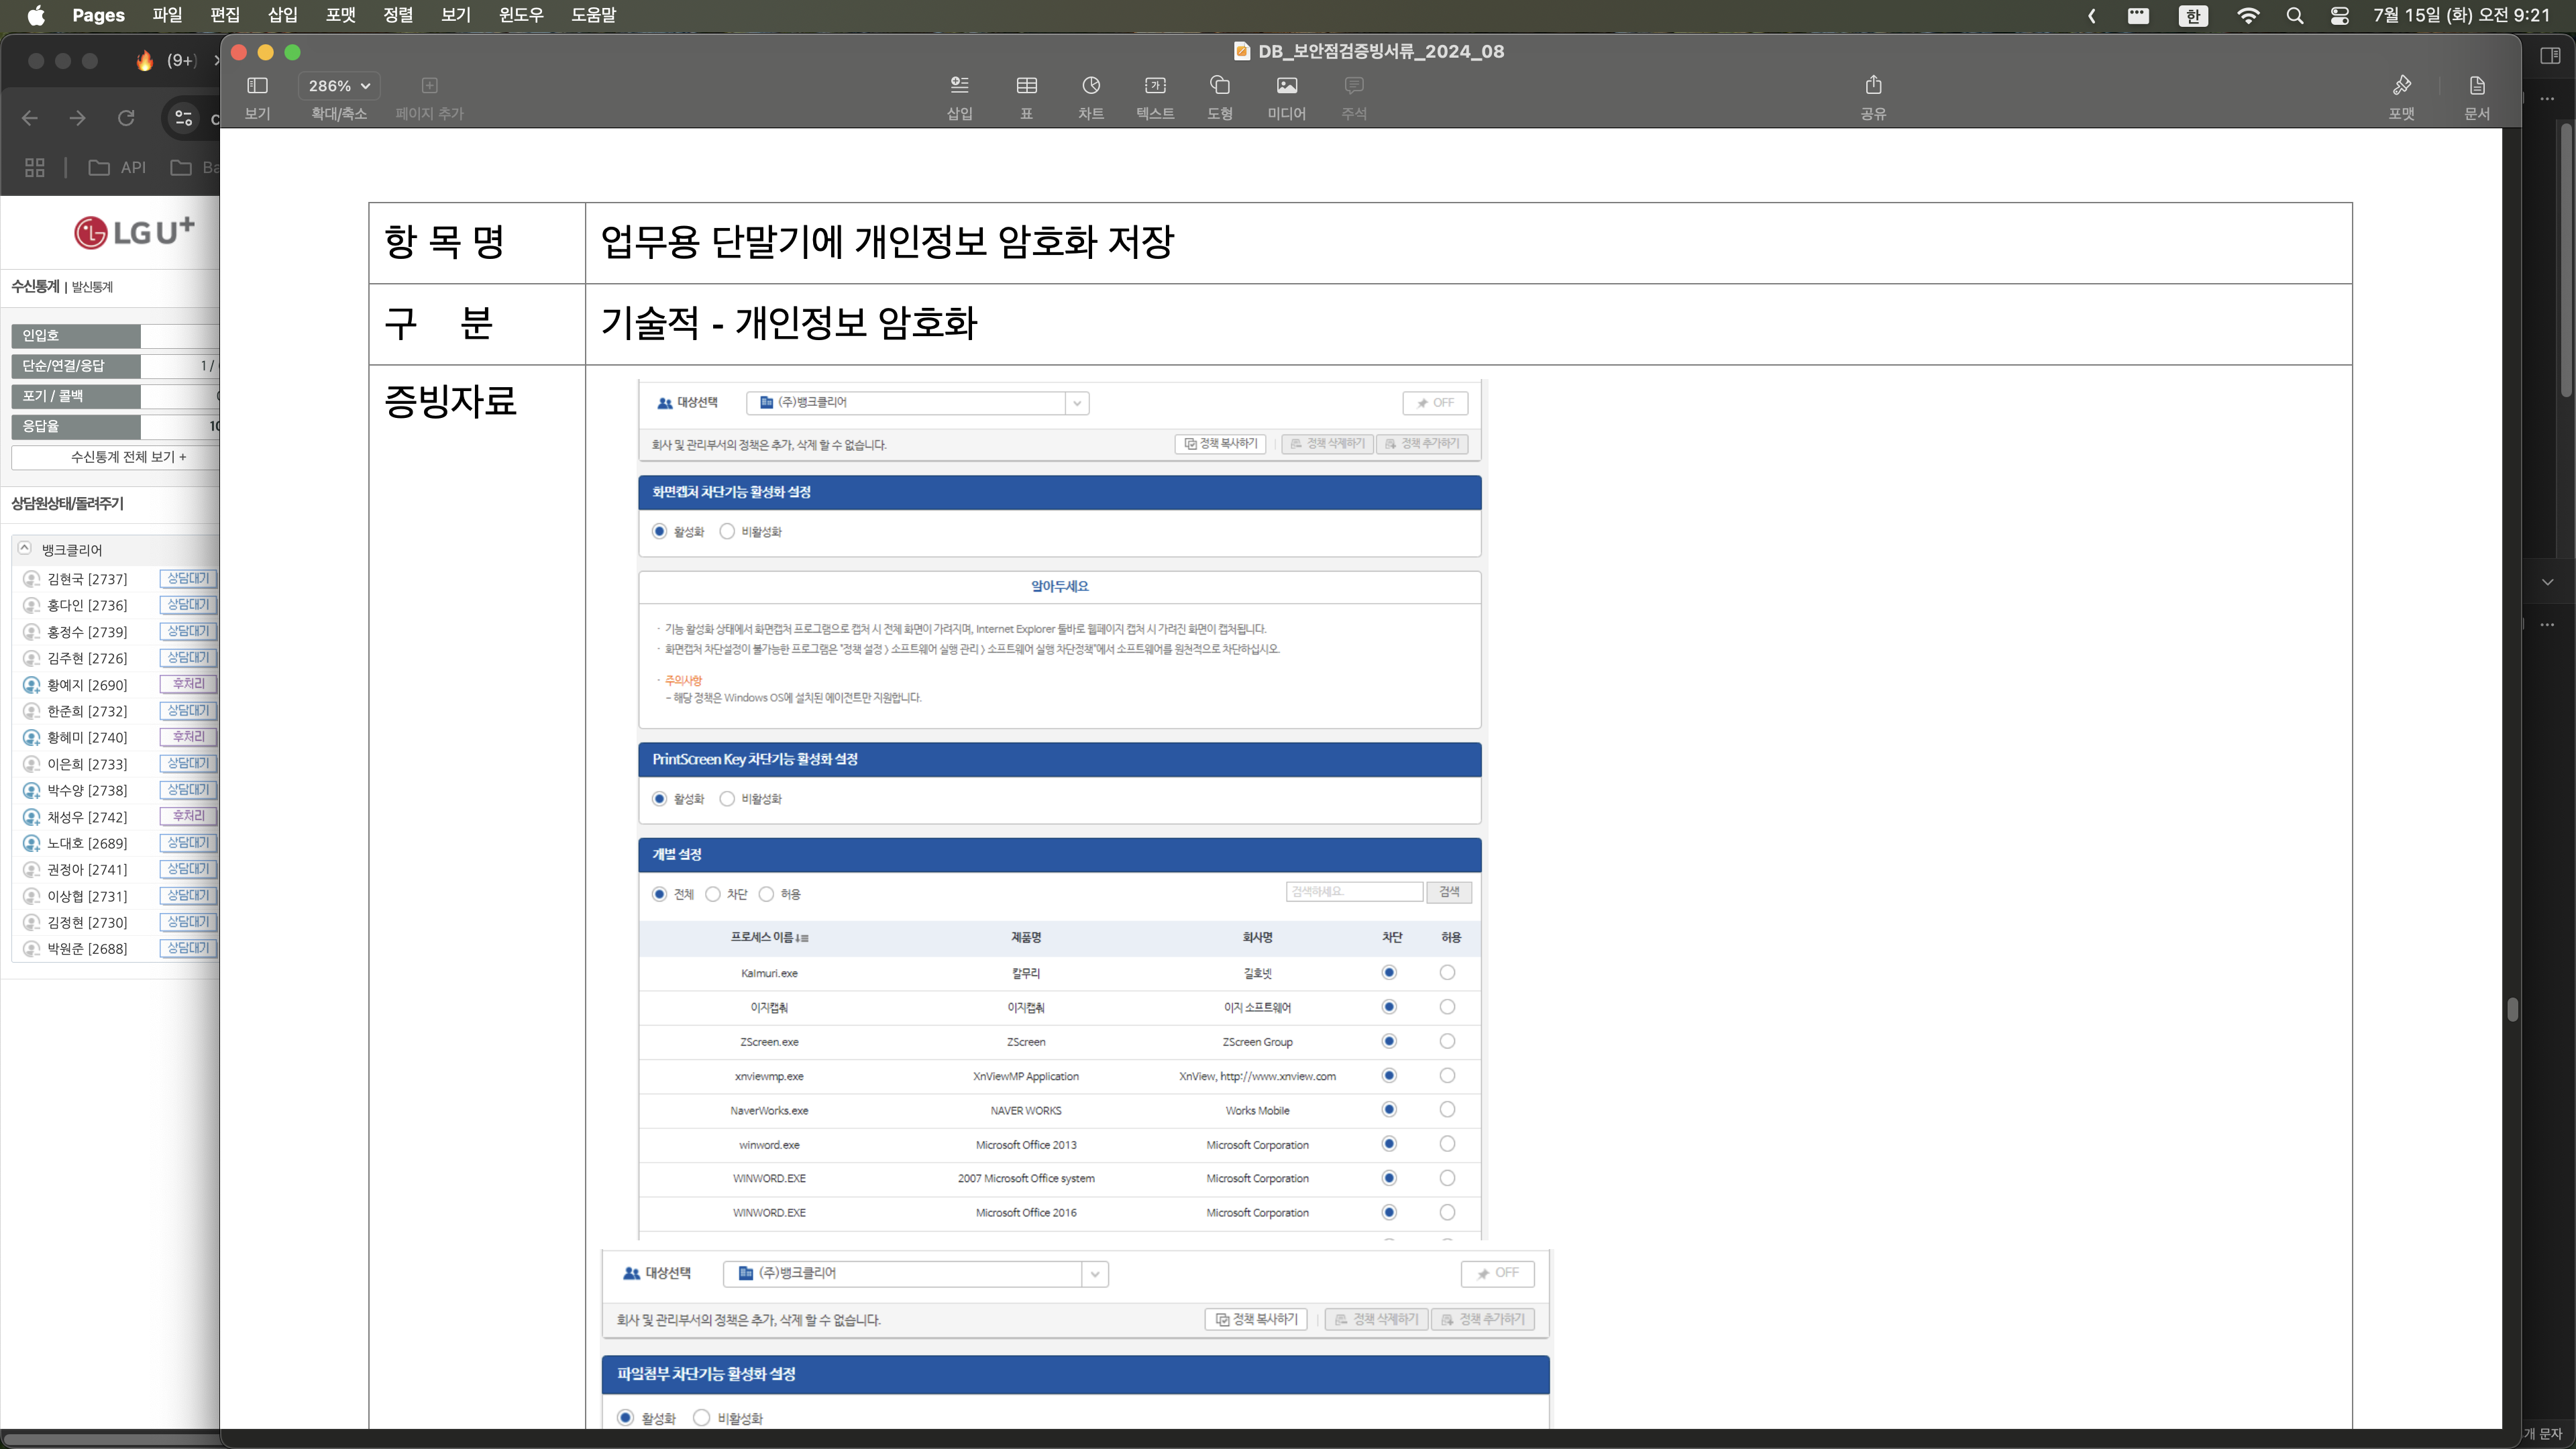 Pages 파일 편집 삽입 포맷 정렬 보기 윈도우 도움말
한 7월 15일 (화) 오전 9:21
(9+)
API
LG U+
수신통계 | 발신통계
인입호
단순/연결/응답 1 /
포기 / 콜백
응답율
수신통계 전체 보기 +
상담원상태/돌려주기
뱅크클리어
김현국 [2737] 상담대기
홍다인 [2736] 상담대기
홍정수 [2739] 상담대기
김주현 [2726] 상담대기
황예지 [2690] 후처리
한준희 [2732] 상담대기
황혜미 [2740] 후처리
이은희 [2733] 상담대기
박수양 [2738] 상담대기
채성우 [2742] 후처리
노대호 [2689] 상담대기
권정아 [2741] 상담대기
이상협 [2731] 상담대기
김정현 [2730] 상담대기
박원준 [2688] 상담대기
DB_보안점검증빙서류_2024_08
286%
보기 확대/축소 페이지 추가 삽입 표 차트 텍스트 도형 미디어 주석 공유 포맷 문서
항 목 명 업무용 단말기에 개인정보 암호화 저장
구 분 기술적 - 개인정보 암호화
증빙자료
대상선택 (주)뱅크클리어 OFF
회사 및 관리부서의 정책은 추가, 삭제 할 수 없습니다. 정책 복사하기 정책 삭제하기 정책 추가하기
화면캡처 차단기능 활성화 설정
활성화 비활성화
알아두세요
· 기능 활성화 상태에서 화면캡처 프로그램으로 캡처 시 전체 화면이 가려지며, Internet Explorer 툴바로 웹페이지 캡처 시 가려진 화면이 캡처됩니다.
· 화면캡처 차단설정이 불가능한 프로그램은 "정책 설정 > 소프트웨어 실행 관리 > 소프트웨어 실행 차단정책"에서 소프트웨어를 원천적으로 차단하십시오.
· 주의사항
– 해당 정책은 Windows OS에 설치된 에이전트만 지원합니다.
PrintScreen Key 차단기능 활성화 설정
활성화 비활성화
개별 설정
전체 차단 허용 검색하세요. 검색
프로세스 이름 제품명 회사명 차단 허용
Kalmuri.exe 칼무리 길호넷
이지캡춰 이지캡춰 이지 소프트웨어
ZScreen.exe ZScreen ZScreen Group
xnviewmp.exe XnViewMP Application XnView, http://www.xnview.com
NaverWorks.exe NAVER WORKS Works Mobile
winword.exe Microsoft Office 2013 Microsoft Corporation
WINWORD.EXE 2007 Microsoft Office system Microsoft Corporation
WINWORD.EXE Microsoft Office 2016 Microsoft Corporation
대상선택 (주)뱅크클리어 OFF
회사 및 관리부서의 정책은 추가, 삭제 할 수 없습니다. 정책 복사하기 정책 삭제하기 정책 추가하기
파일첨부 차단기능 활성화 설정
활성화 비활성화
개 문자